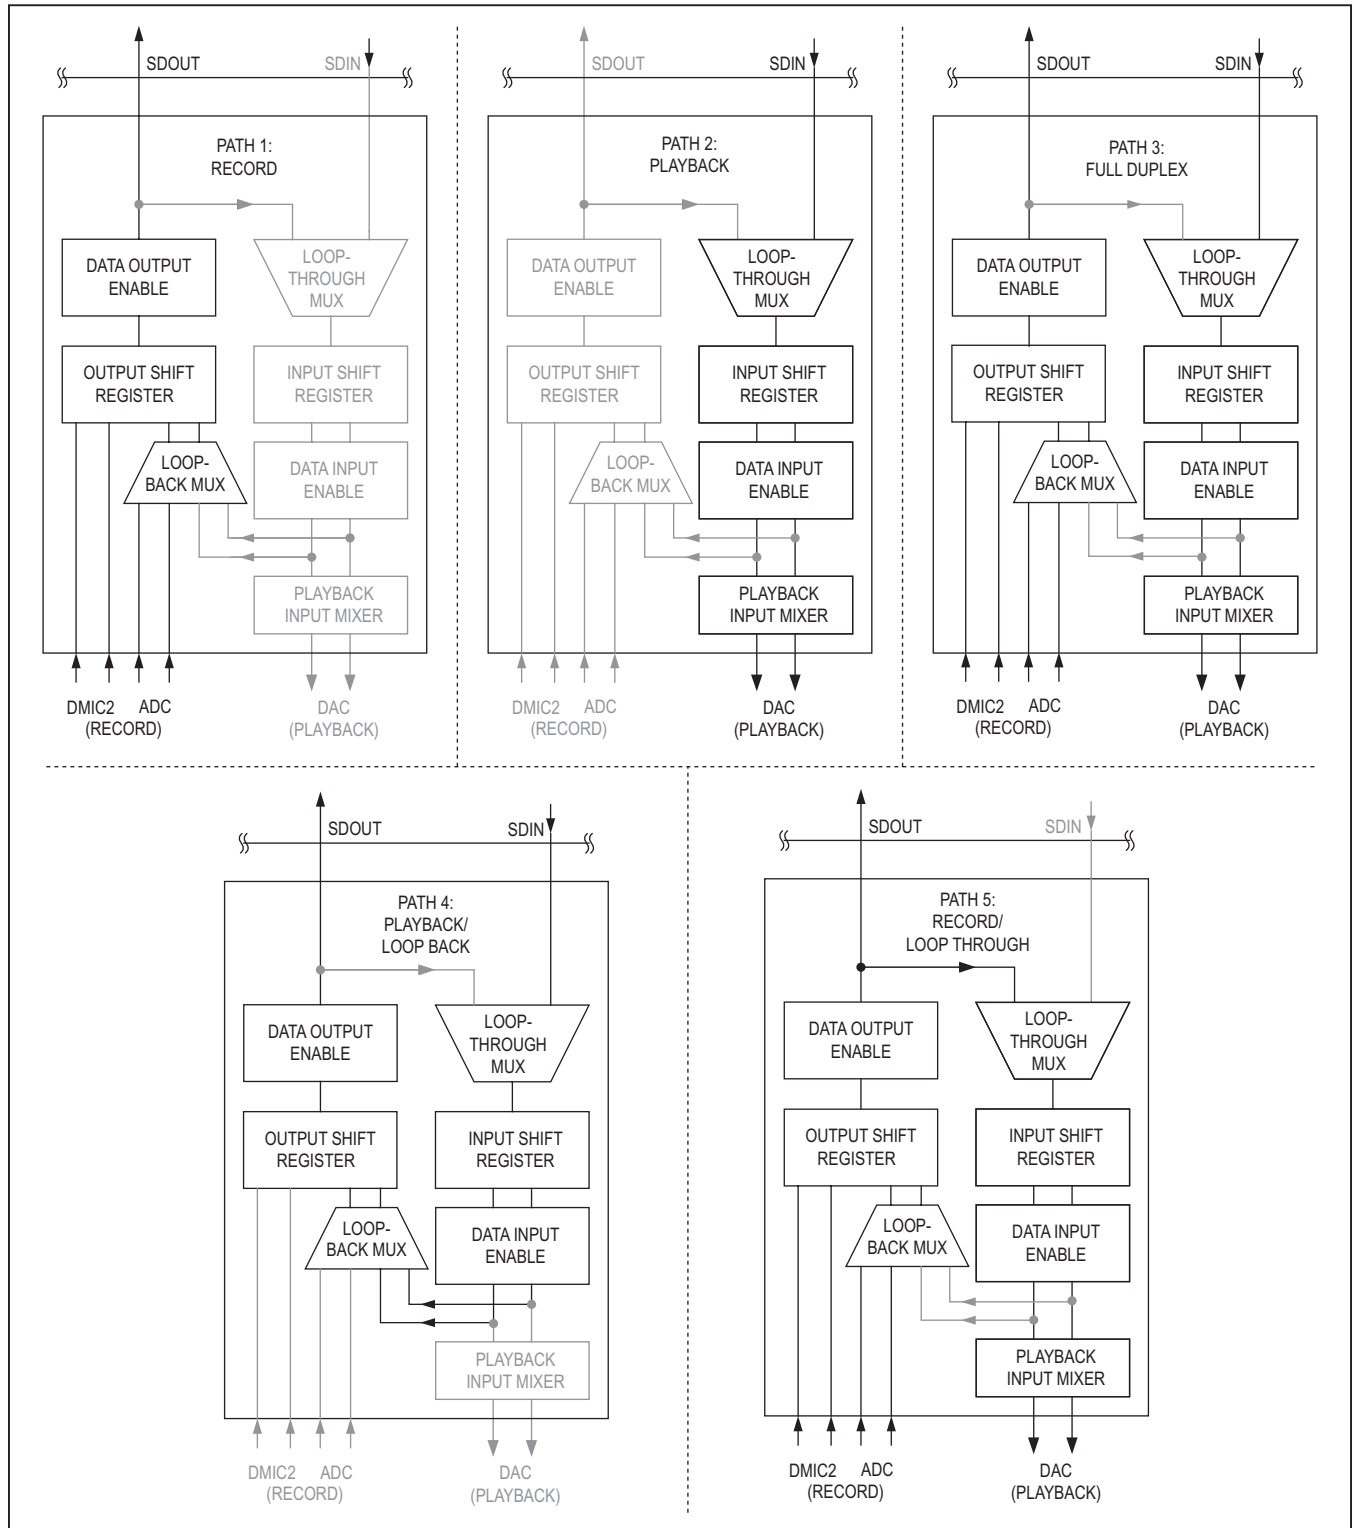 SDOUT
SDIN
PATH 1:
RECORD
DATA OUTPUT
ENABLE
LOOP-
THROUGH
MUX
OUTPUT SHIFT
REGISTER
INPUT SHIFT
REGISTER
LOOP-
BACK MUX
DATA INPUT
ENABLE
PLAYBACK
INPUT MIXER
DMIC2 ADC
(RECORD)
DAC
(PLAYBACK)
SDOUT
SDIN
PATH 2:
PLAYBACK
DATA OUTPUT
ENABLE
LOOP-
THROUGH
MUX
OUTPUT SHIFT
REGISTER
INPUT SHIFT
REGISTER
LOOP-
BACK MUX
DATA INPUT
ENABLE
PLAYBACK
INPUT MIXER
DMIC2 ADC
(RECORD)
DAC
(PLAYBACK)
SDOUT
SDIN
PATH 3:
FULL DUPLEX
DATA OUTPUT
ENABLE
LOOP-
THROUGH
MUX
OUTPUT SHIFT
REGISTER
INPUT SHIFT
REGISTER
LOOP-
BACK MUX
DATA INPUT
ENABLE
PLAYBACK
INPUT MIXER
DMIC2 ADC
(RECORD)
DAC
(PLAYBACK)
SDOUT
SDIN
PATH 4:
PLAYBACK/
LOOP BACK
DATA OUTPUT
ENABLE
LOOP-
THROUGH
MUX
OUTPUT SHIFT
REGISTER
INPUT SHIFT
REGISTER
LOOP-
BACK MUX
DATA INPUT
ENABLE
PLAYBACK
INPUT MIXER
DMIC2 ADC
(RECORD)
DAC
(PLAYBACK)
SDOUT
SDIN
PATH 5:
RECORD/
LOOP THROUGH
DATA OUTPUT
ENABLE
LOOP-
THROUGH
MUX
OUTPUT SHIFT
REGISTER
INPUT SHIFT
REGISTER
LOOP-
BACK MUX
DATA INPUT
ENABLE
PLAYBACK
INPUT MIXER
DMIC2 ADC
(RECORD)
DAC
(PLAYBACK)